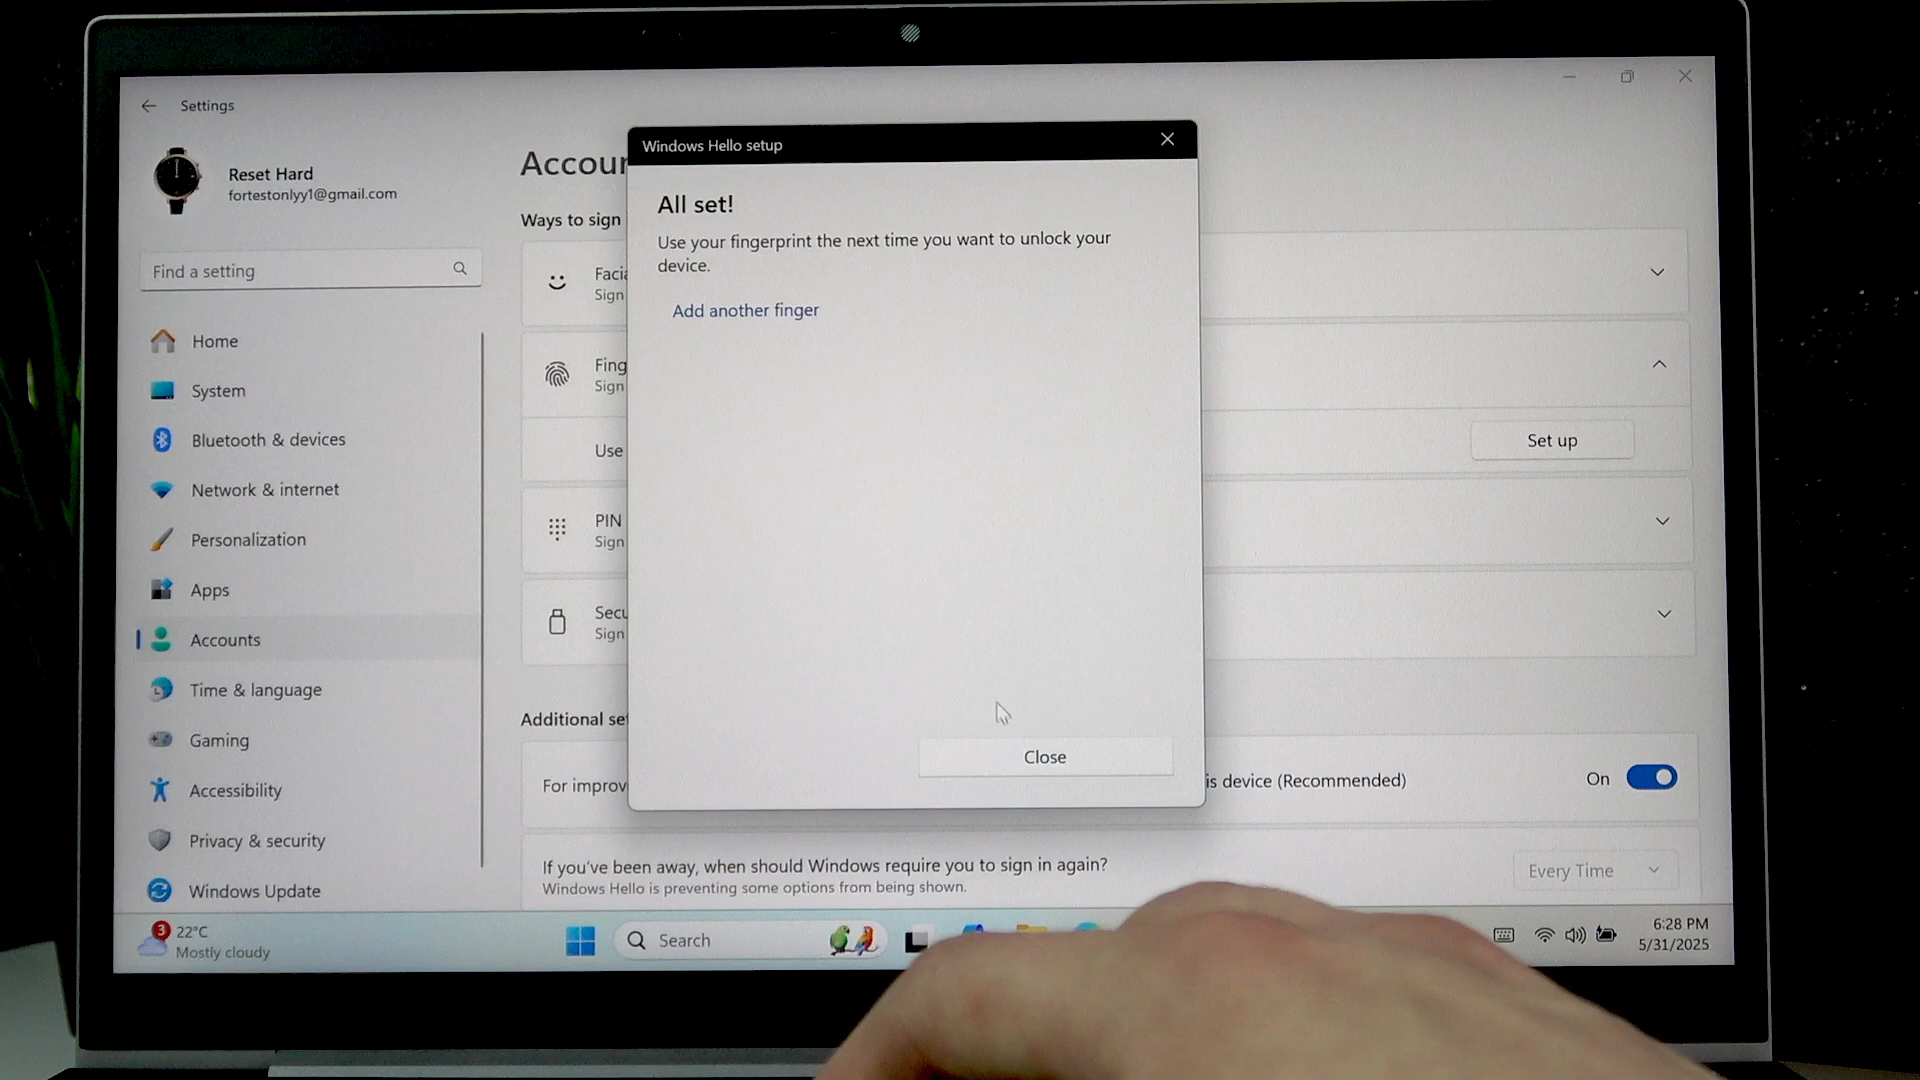 Settings
Reset Hard
fortestonlyy1@gmail.com
Find a setting
Home
System
Bluetooth & devices
Network & internet
Personalization
Apps
Accounts
Time & language
Gaming
Accessibility
Privacy & security
Windows Update
Accoun
Ways to sign
Facia
Sign
Fing
Sign
Use
Set up
PIN
Sign
Secu
Sign
Additional set
For improv
is device (Recommended)
On
If you've been away, when should Windows require you to sign in again?
Windows Hello is preventing some options from being shown.
Every Time
Windows Hello setup
All set!
Use your fingerprint the next time you want to unlock your
device.
Add another finger
Close
3
22°C
Mostly cloudy
Search
6:28 PM
5/31/2025